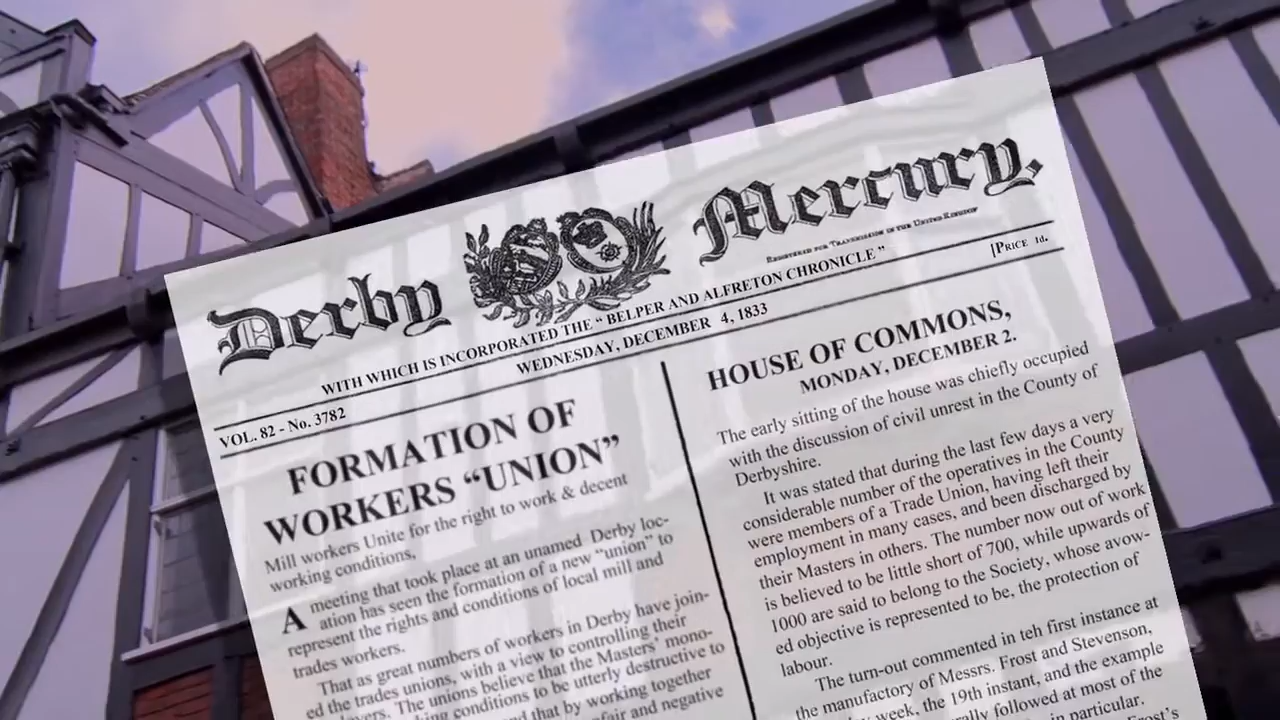 Derby Mercury.
REGISTERED FOR TRANSMISSION IN THE UNITED KINGDOM
WITH WHICH IS INCORPORATED THE “ BELPER AND ALFRETON CHRONICLE ”
|PRICE 1d.
WEDNESDAY, DECEMBER 4, 1833
VOL. 82 - No. 3782
FORMATION OF
WORKERS “UNION”
Mill workers Unite for the right to work & decent
working conditions,
A meeting that took place at an unamed Derby loc-
ation has seen the formation of a new “union” to
represent the rights and conditions of local mill and
trades workers.
That as great numbers of workers in Derby have join-
ed the trades unions, with a view to controlling their
The unions believe that the Masters’ mono-
conditions to be utterly destructive to
and that by working together
fair and negative
HOUSE OF COMMONS,
MONDAY, DECEMBER 2.
The early sitting of the house was chiefly occupied
with the discussion of civil unrest in the County of
Derbyshire.
It was stated that during the last few days a very
considerable number of the operatives in the County
were members of a Trade Union, having left their
employment in many cases, and been discharged by
their Masters in others. The number now out of work
is believed to be little short of 700, while upwards of
1000 are said to belong to the Society, whose avow-
ed objective is represented to be, the protection of
labour.
The turn-out commented in teh first instance at
the manufactory of Messrs. Frost and Stevenson,
week, the 19th instant, and the example
followed at most of the
in particular.
Frost’s